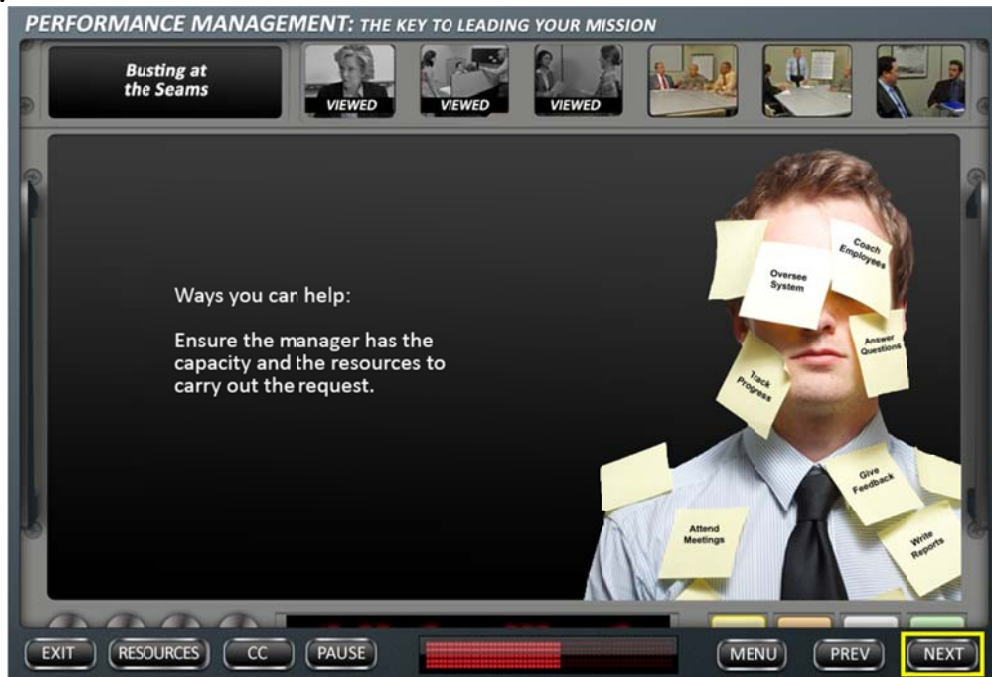 PERFORMANCE MANAGEMENT: THE KEY TO LEADING YOUR MISSION
Busting at
the Seams
VIEWED
VIEWED
VIEWED
Ways you can help:
Ensure the manager has the
capacity and the resources to
carry out the request.
Coach
Employees
Oversee
System
Answer
Questions
Track
Progress
Give
Feedback
Attend
Meetings
Write
Reports
EXIT
RESOURCES
CC
PAUSE
MENU
PREV
NEXT